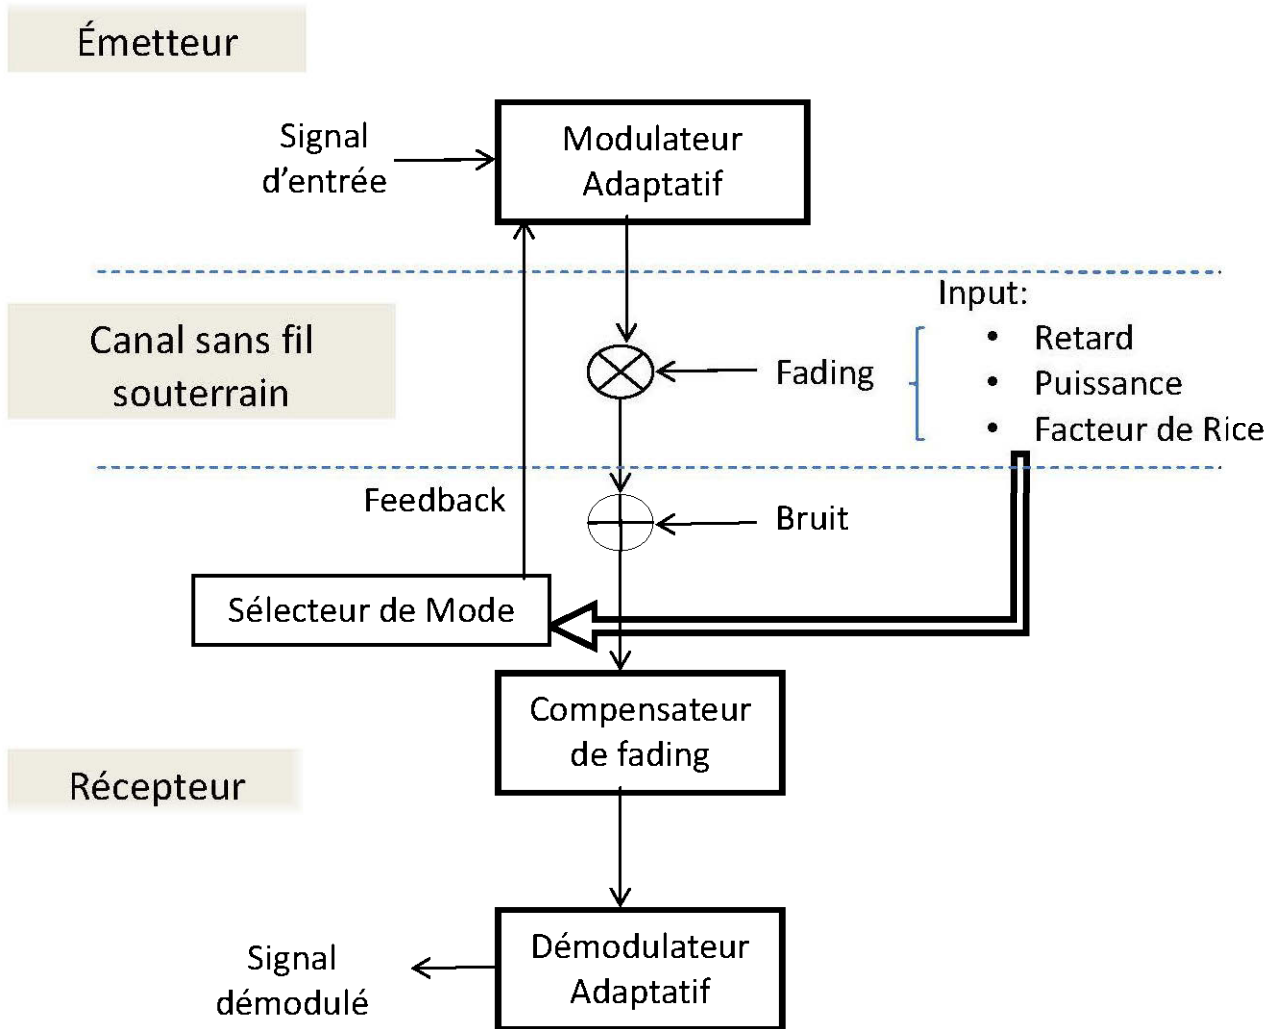 Émetteur
Signal
d'entrée
Modulateur
Adaptatif
Canal sans fil
souterrain
Input:
• Retard
• Puissance
• Facteur de Rice
Fading
Feedback
Bruit
Sélecteur de Mode
Compensateur
de fading
Récepteur
Signal
démodulé
Démodulateur
Adaptatif